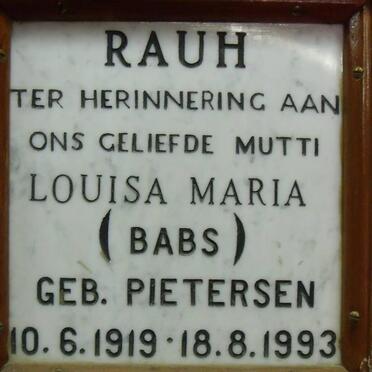 RAUH
TER HERINNERING AAN
ONS GELIEFDE MUTTI
LOUISA MARIA
(BABS)
GEB. PIETERSEN
10.6.1919·18.8.1993